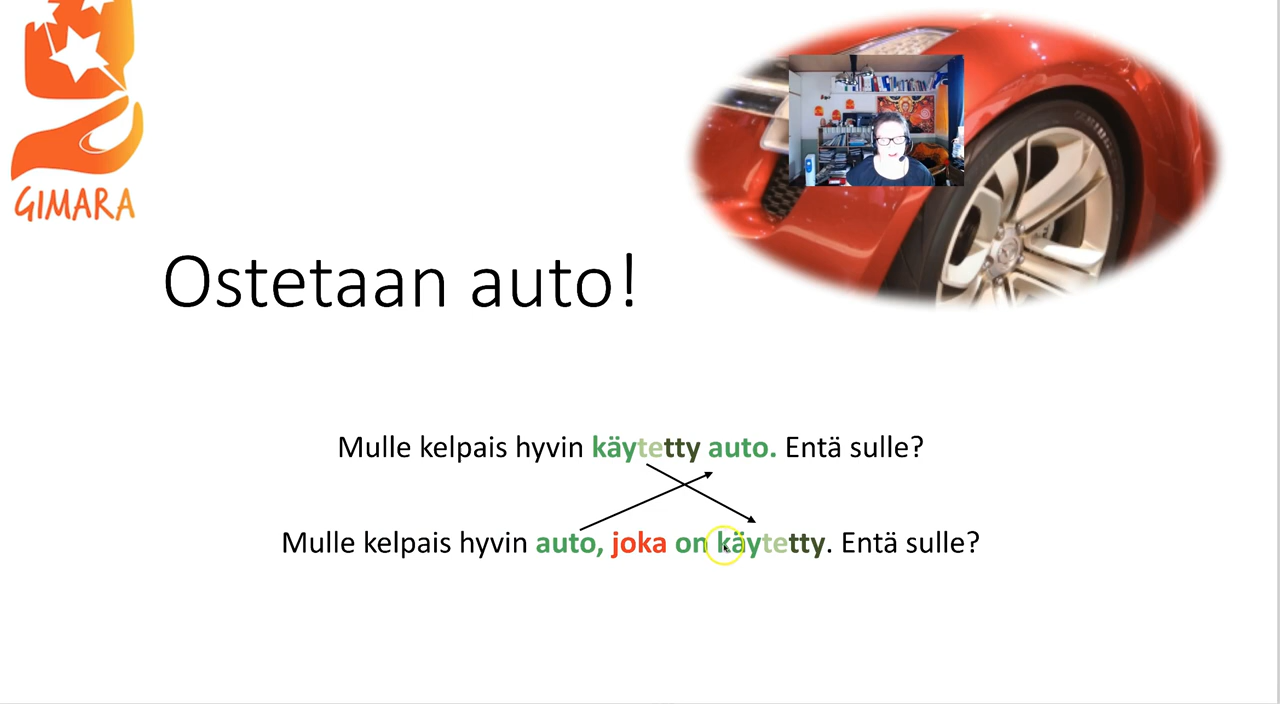 GIMARA
Ostetaan auto!
Mulle kelpais hyvin käytetty auto. Entä sulle?
Mulle kelpais hyvin auto, joka on käytetty. Entä sulle?